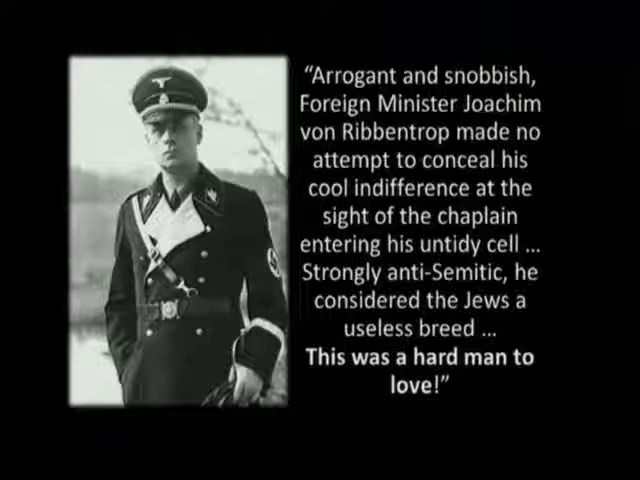 “Arrogant and snobbish,
Foreign Minister Joachim
von Ribbentrop made no
attempt to conceal his
cool indifference at the
sight of the chaplain
entering his untidy cell ...
Strongly anti-Semitic, he
considered the Jews a
useless breed ...
This was a hard man to
love!”